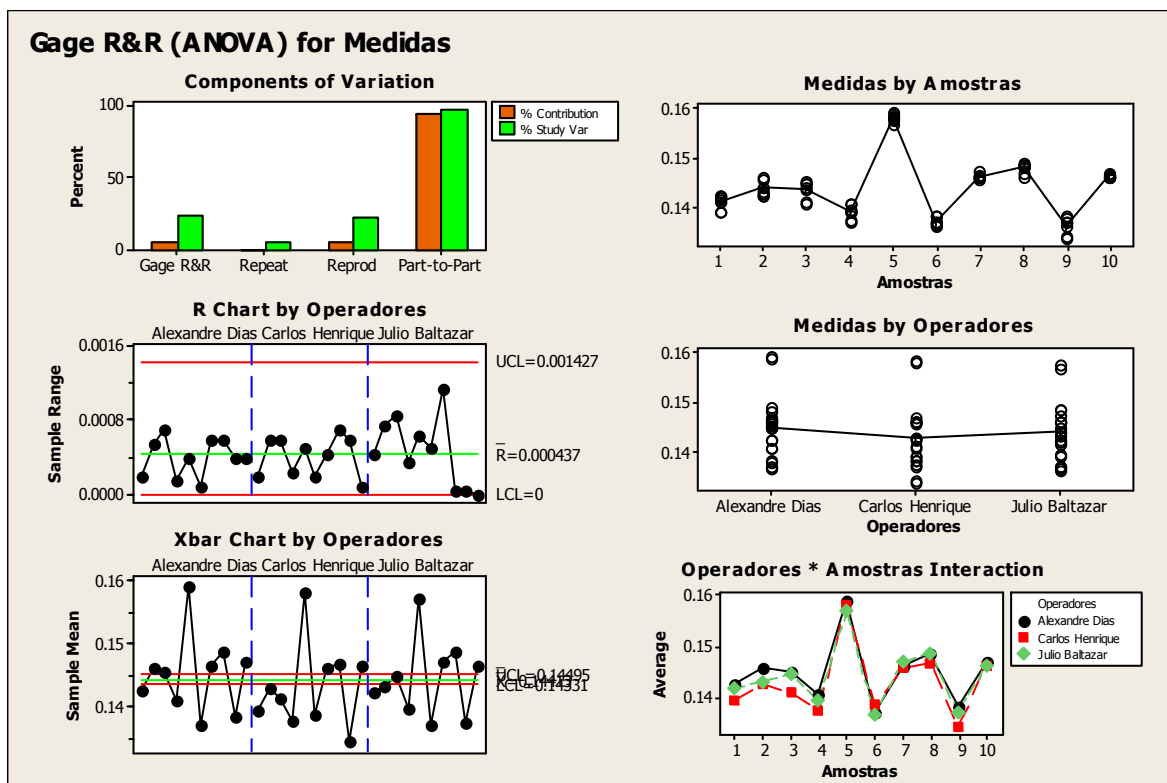 Gage R&R (ANOVA) for Medidas
Components of Variation
100
50
0
Percent
Gage R&R Repeat Reprod Part-to-Part
% Contribution
% Study Var
R Chart by Operadores
Alexandre Dias Carlos Henrique Julio Baltazar
0.0016
0.0008
0.0000
Sample Range
UCL=0.001427
R=0.000437
LCL=0
Xbar Chart by Operadores
Alexandre Dias Carlos Henrique Julio Baltazar
0.16
0.15
0.14
Sample Mean
UCL=0.14495
LCL=0.14331
Medidas by Amostras
0.16
0.15
0.14
1 2 3 4 5 6 7 8 9 10
Amostras
Medidas by Operadores
0.16
0.15
0.14
Alexandre Dias Carlos Henrique Julio Baltazar
Operadores
Operadores * Amostras Interaction
0.16
0.15
0.14
Average
1 2 3 4 5 6 7 8 9 10
Amostras
Operadores
Alexandre Dias
Carlos Henrique
Julio Baltazar